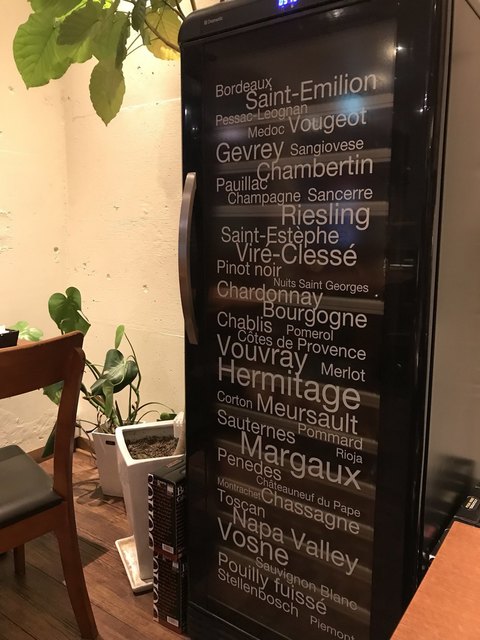 Dometic
Bordeaux
Saint-Emilion
Pessac-Leognan
Medoc Vougeot
Gevrey Sangiovese
Chambertin
Pauillac
Champagne Sancerre
Riesling
Saint-Estèphe
Viré-Clessé
Pinot noir
Nuits Saint Georges
Chardonnay
Bourgogne
Chablis Pomerol
Côtes de Provence
Vouvray Merlot
Hermitage
Corton Meursault
Sauternes Pommard
Rioja
Margaux
Penedes
Châteauneuf du Pape
Montrachet Chassagne
Toscan
Napa Valley
Vosne
Sauvignon Blanc
Pouilly fuissé
Stellenbosch
Piemont